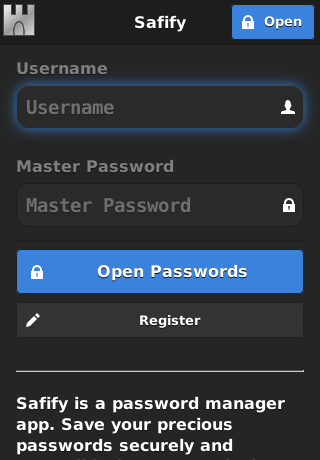 Safify
Open
Username
Username
Master Password
Master Password
Open Passwords
Register
Safify is a password manager
app. Save your precious
passwords securely and